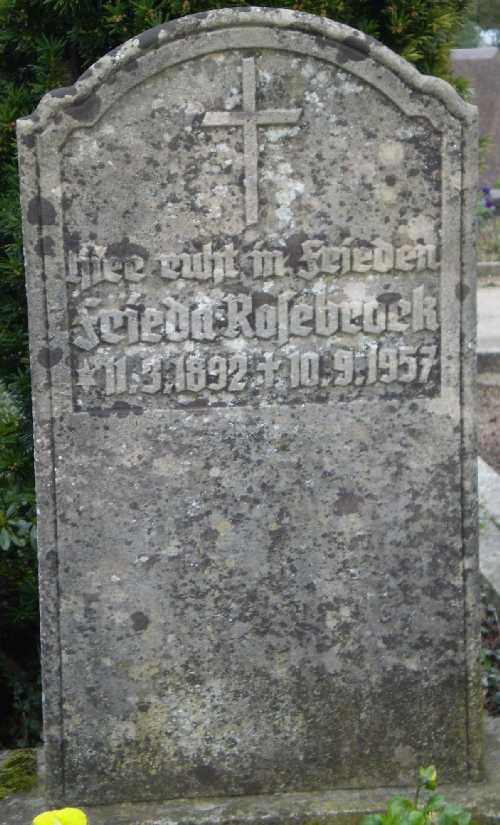 Hier ruht in Frieden
Frieda Rosebrock
* 11.3.1892 † 10.9.1957